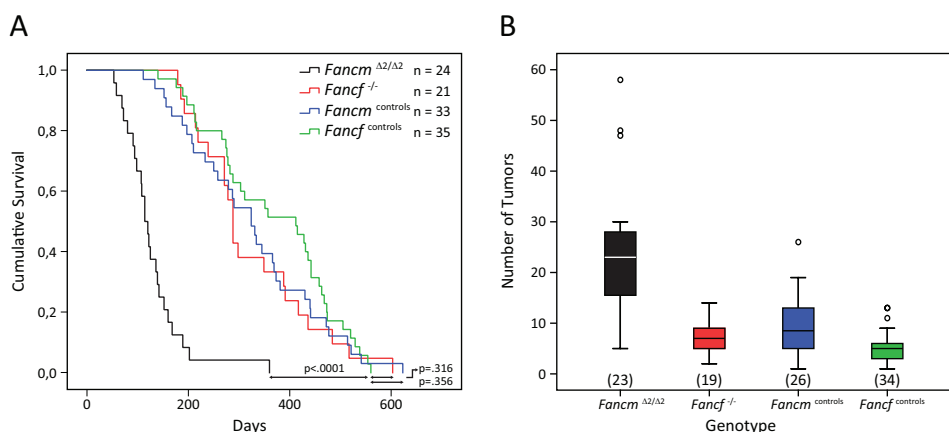 A
Cumulative Survival
1,0
0,8
0,6
0,4
0,2
0,0
Fancm Δ2/Δ2 n = 24
Fancf -/- n = 21
Fancm controls n = 33
Fancf controls n = 35
p<.0001
p=.316
p=.356
0 200 400 600
Days
B
Number of Tumors
60
50
40
30
20
10
0
(23) (19) (26) (34)
Fancm Δ2/Δ2 Fancf -/- Fancm controls Fancf controls
Genotype